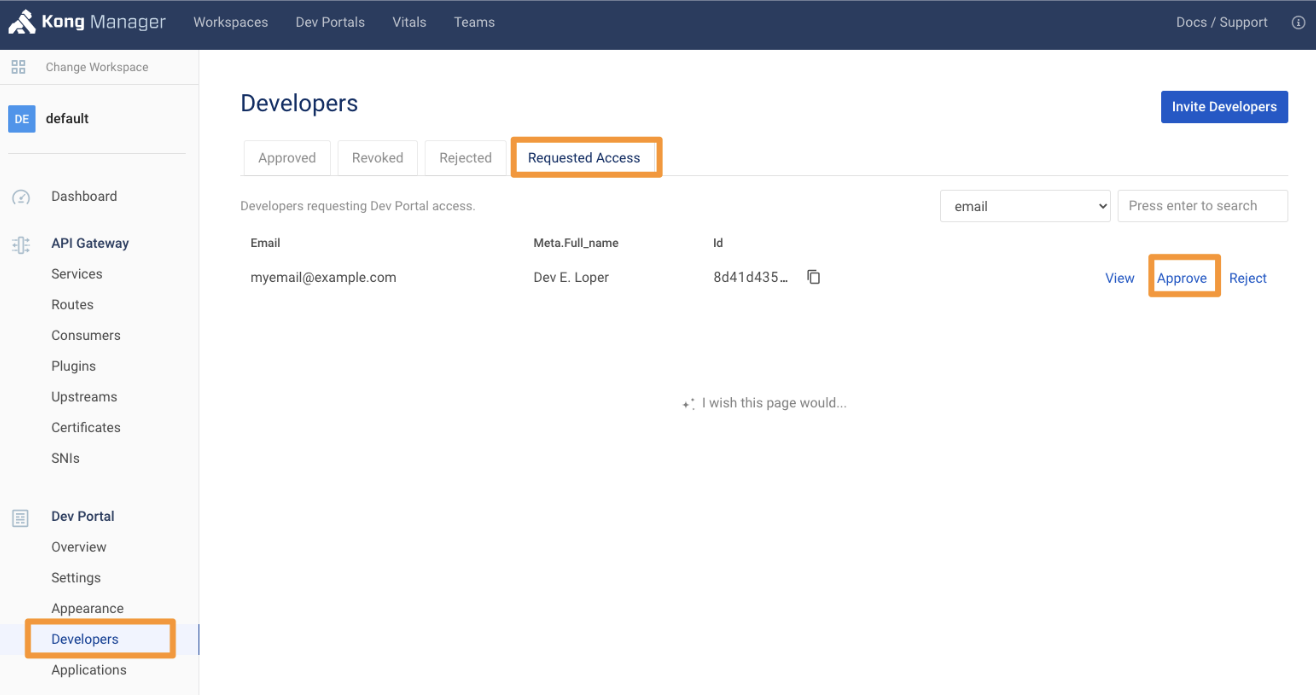 Kong Manager Workspaces Dev Portals Vitals Teams Docs / Support
Change Workspace
DE default
Dashboard
API Gateway
Services
Routes
Consumers
Plugins
Upstreams
Certificates
SNIs
Dev Portal
Overview
Settings
Appearance
Developers
Applications
Developers
Invite Developers
Approved Revoked Rejected Requested Access
Developers requesting Dev Portal access.
email Press enter to search
Email Meta.Full_name Id
myemail@example.com Dev E. Loper 8d41d435... View Approve Reject
I wish this page would...